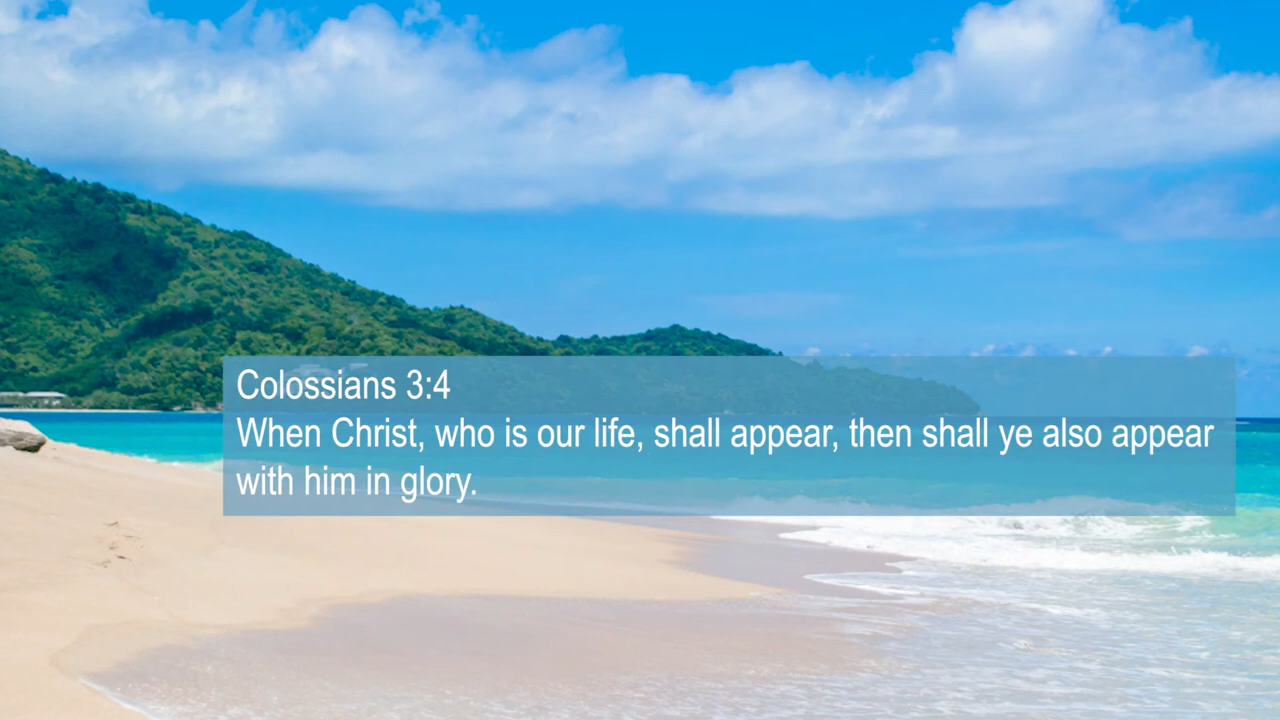 Colossians 3:4
When Christ, who is our life, shall appear, then shall ye also appear
with him in glory.